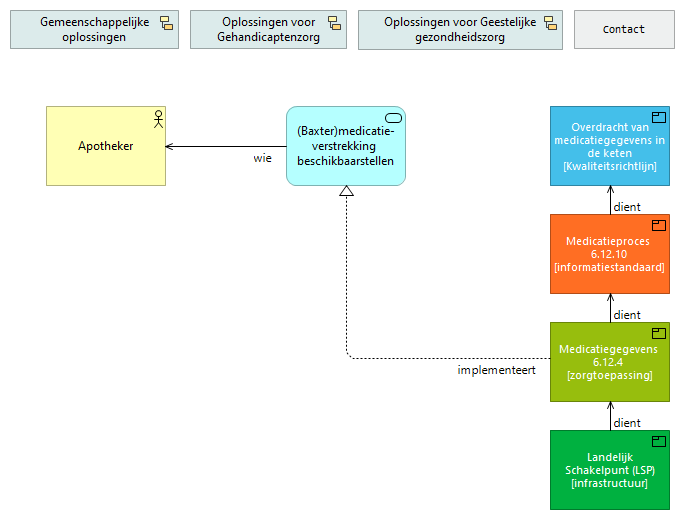 Gemeenschappelijke
oplossingen
Oplossingen voor
Gehandicaptenzorg
Oplossingen voor Geestelijke
gezondheidszorg
Contact
Apotheker
wie
(Baxter)medicatie-
verstrekking
beschikbaarstellen
Overdracht van
medicatiegegevens in
de keten
[Kwaliteitsrichtlijn]
dient
Medicatieproces
6.12.10
[informatiestandaard]
dient
implementeert
Medicatiegegevens
6.12.4
[zorgtoepassing]
dient
Landelijk
Schakelpunt (LSP)
[infrastructuur]